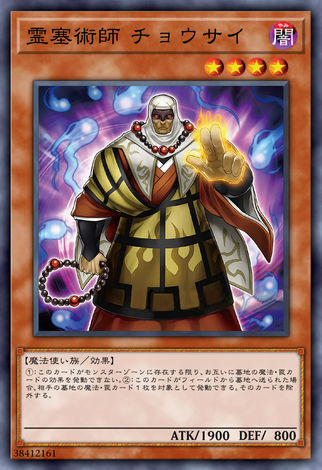 霊塞術師 チョウサイ
闇
やみ
【魔法使い族／効果】
①:このカードがモンスターゾーンに存在する限り、お互いに墓地の魔法・罠カ
ードの効果を発動できない。②:このカードがフィールドから墓地へ送られた場
合、相手の墓地の魔法・罠カード１枚を対象として発動できる。そのカードを除
外する。
ATK/1900 DEF/ 800
38412161